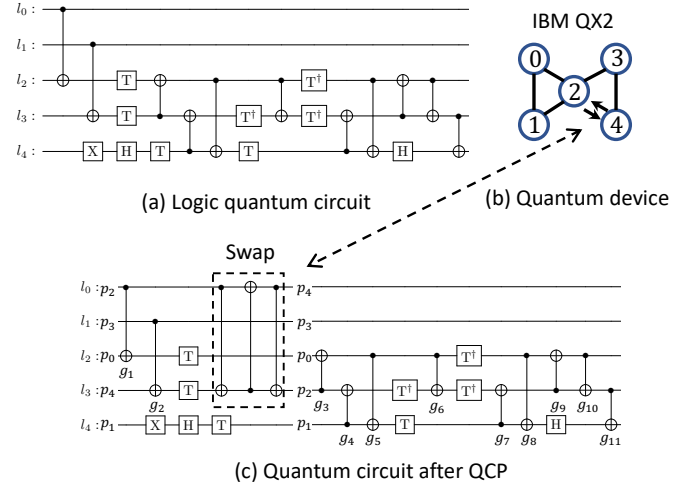 IBM QX2
l₀ :
l₁ :
l₂ : T T†
l₃ : T T† T†
l₄ : X H T T H
0 3
2
1 4
(a) Logic quantum circuit
(b) Quantum device
Swap
l₀ :p₂ p₄
l₁ :p₃ p₃
l₂ :p₀ T p₀ T†
g₁ g₆ g₉ g₁₀
l₃ :p₄ T p₂ T† T†
g₂ g₃
l₄ :p₁ X H T p₁ T H
g₄ g₅ g₇ g₈ g₁₁
(c) Quantum circuit after QCP